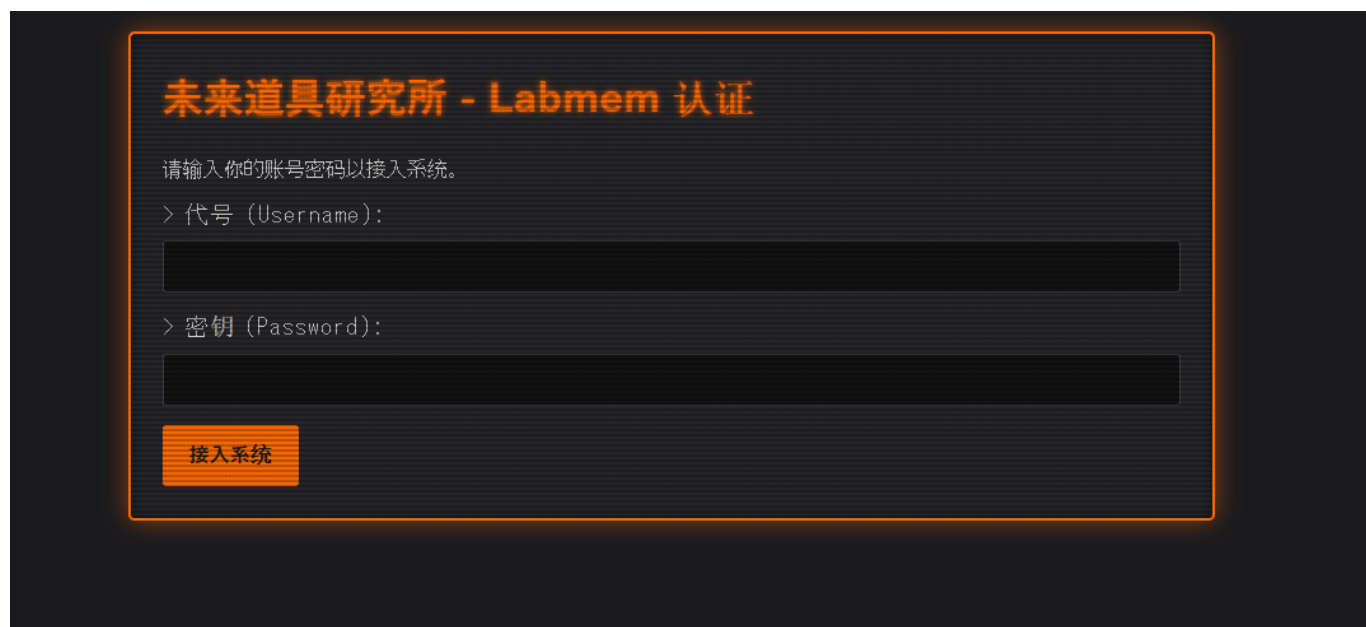 未来道具研究所 - Labmem 认证
请输入你的账号密码以接入系统。
> 代号 (Username):
> 密钥 (Password):
接入系统